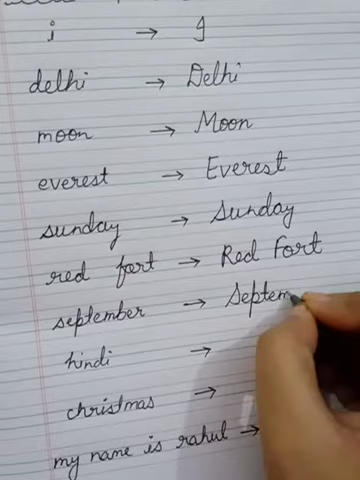 i → I
delhi → Delhi
moon → Moon
everest → Everest
sunday → Sunday
red fort → Red Fort
september → Septem
hindi →
christmas →
my name is rahul →